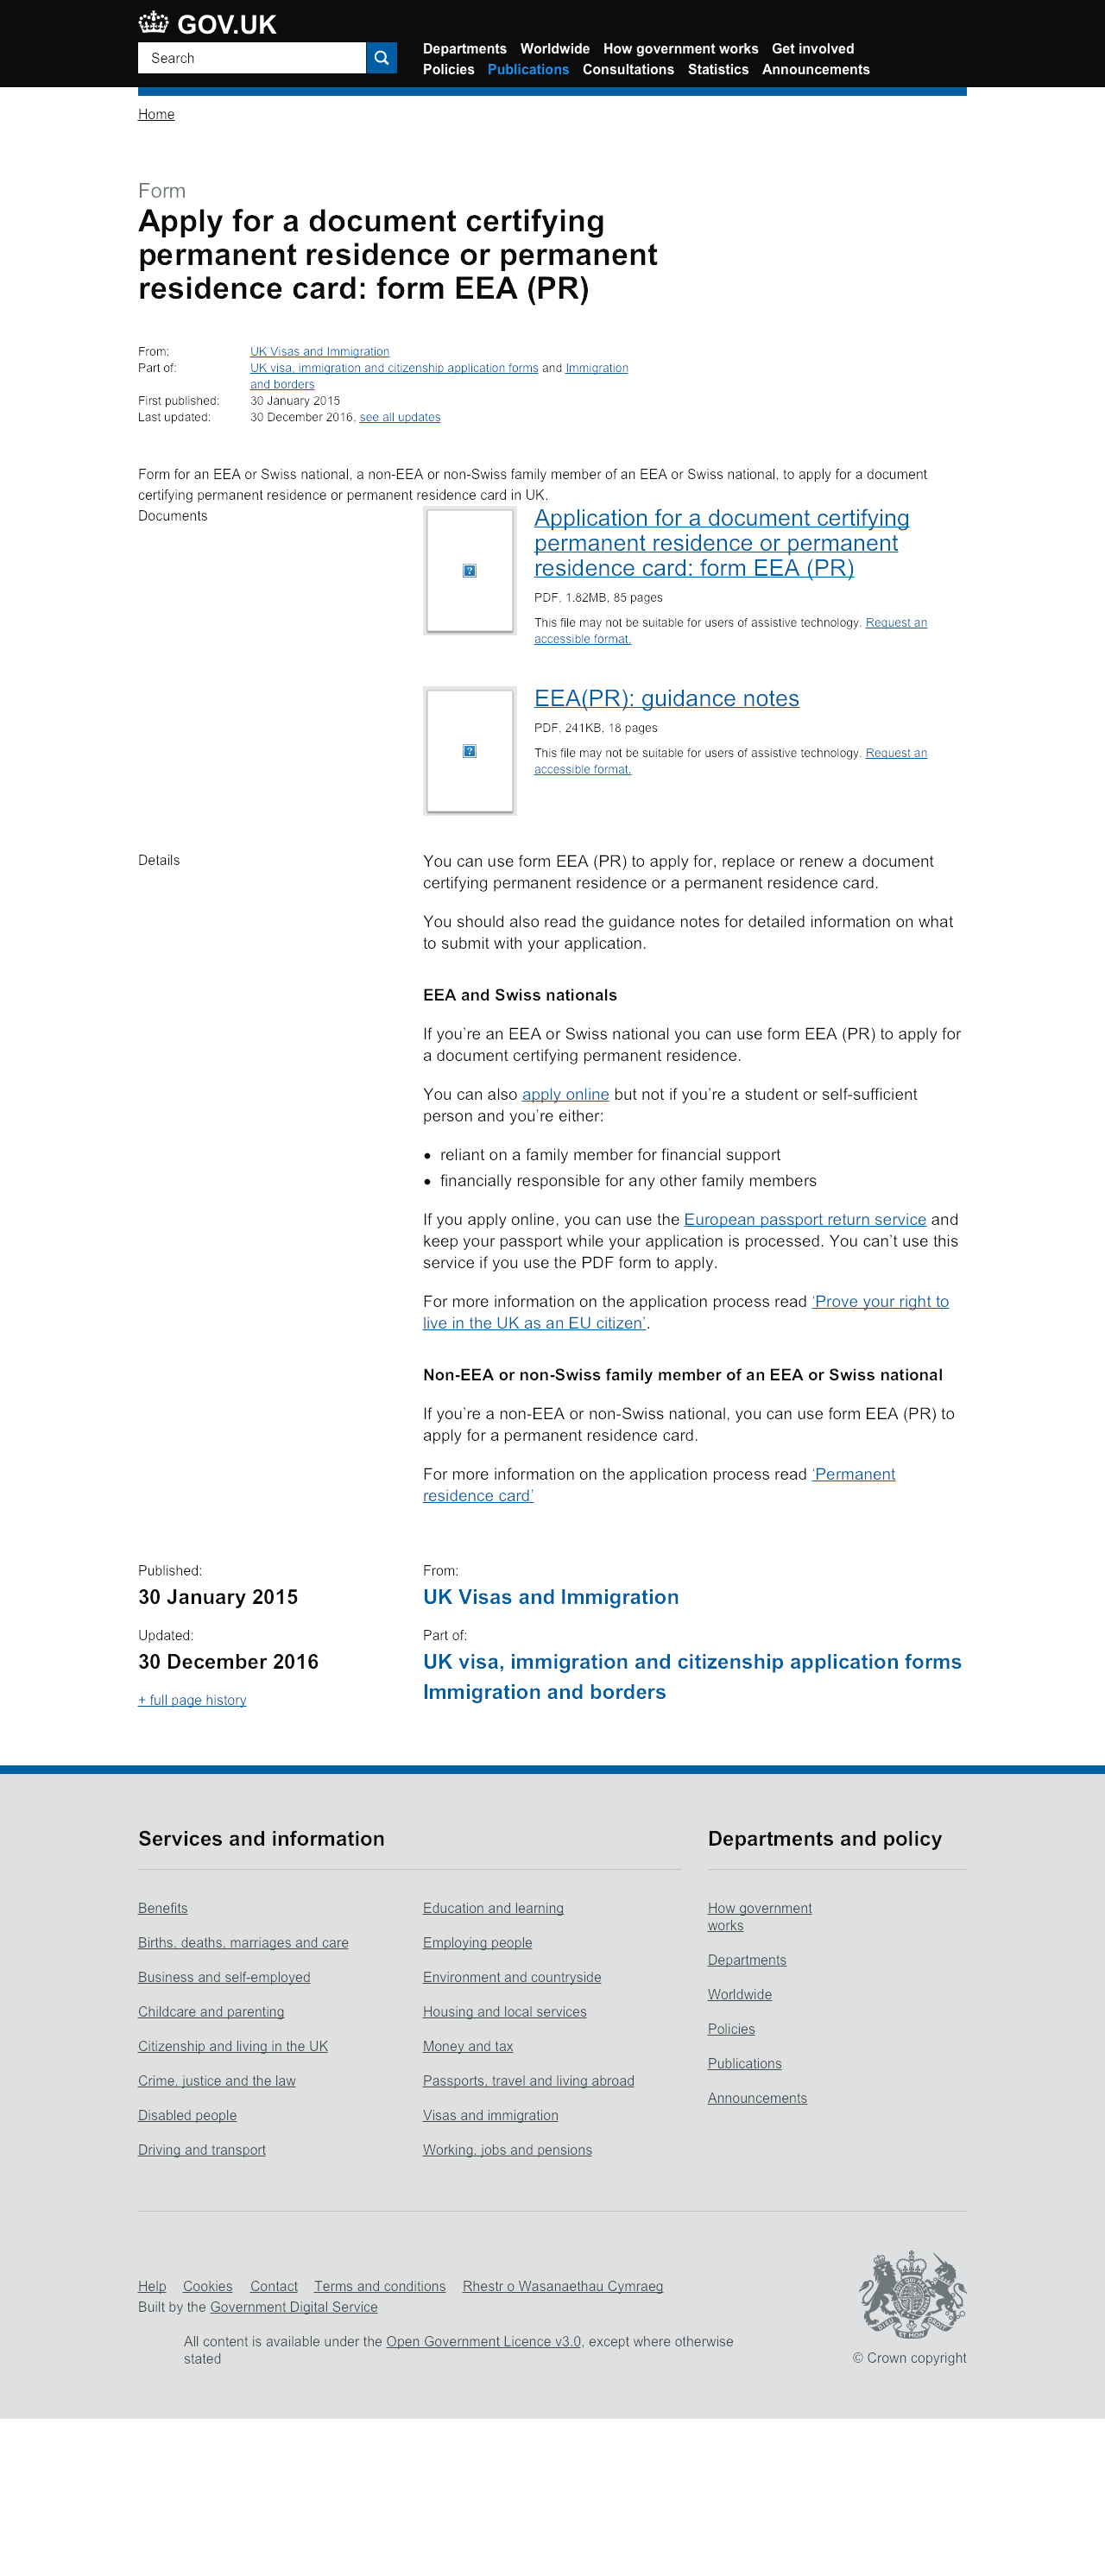 GOV.UK
Search
Departments Worldwide How government works Get involved
Policies Publications Consultations Statistics Announcements
Home
Form
Apply for a document certifying
permanent residence or permanent
residence card: form EEA (PR)
From: UK Visas and Immigration
Part of: UK visa, immigration and citizenship application forms and Immigration
and borders
First published: 30 January 2015
Last updated: 30 December 2016, see all updates
Form for an EEA or Swiss national, a non-EEA or non-Swiss family member of an EEA or Swiss national, to apply for a document
certifying permanent residence or permanent residence card in UK.
Documents
Application for a document certifying
permanent residence or permanent
residence card: form EEA (PR)
PDF, 1.82MB, 85 pages
This file may not be suitable for users of assistive technology. Request an
accessible format.
EEA(PR): guidance notes
PDF, 241KB, 18 pages
This file may not be suitable for users of assistive technology. Request an
accessible format.
Details
You can use form EEA (PR) to apply for, replace or renew a document
certifying permanent residence or a permanent residence card.
You should also read the guidance notes for detailed information on what
to submit with your application.
EEA and Swiss nationals
If you’re an EEA or Swiss national you can use form EEA (PR) to apply for
a document certifying permanent residence.
You can also apply online but not if you’re a student or self-sufficient
person and you’re either:
• reliant on a family member for financial support
• financially responsible for any other family members
If you apply online, you can use the European passport return service and
keep your passport while your application is processed. You can’t use this
service if you use the PDF form to apply.
For more information on the application process read ‘Prove your right to
live in the UK as an EU citizen’.
Non-EEA or non-Swiss family member of an EEA or Swiss national
If you’re a non-EEA or non-Swiss national, you can use form EEA (PR) to
apply for a permanent residence card.
For more information on the application process read ‘Permanent
residence card’
Published:
30 January 2015
Updated:
30 December 2016
+ full page history
From:
UK Visas and Immigration
Part of:
UK visa, immigration and citizenship application forms
Immigration and borders
Services and information
Benefits
Births, deaths, marriages and care
Business and self-employed
Childcare and parenting
Citizenship and living in the UK
Crime, justice and the law
Disabled people
Driving and transport
Education and learning
Employing people
Environment and countryside
Housing and local services
Money and tax
Passports, travel and living abroad
Visas and immigration
Working, jobs and pensions
Departments and policy
How government
works
Departments
Worldwide
Policies
Publications
Announcements
Help Cookies Contact Terms and conditions Rhestr o Wasanaethau Cymraeg
Built by the Government Digital Service
All content is available under the Open Government Licence v3.0, except where otherwise
stated
© Crown copyright